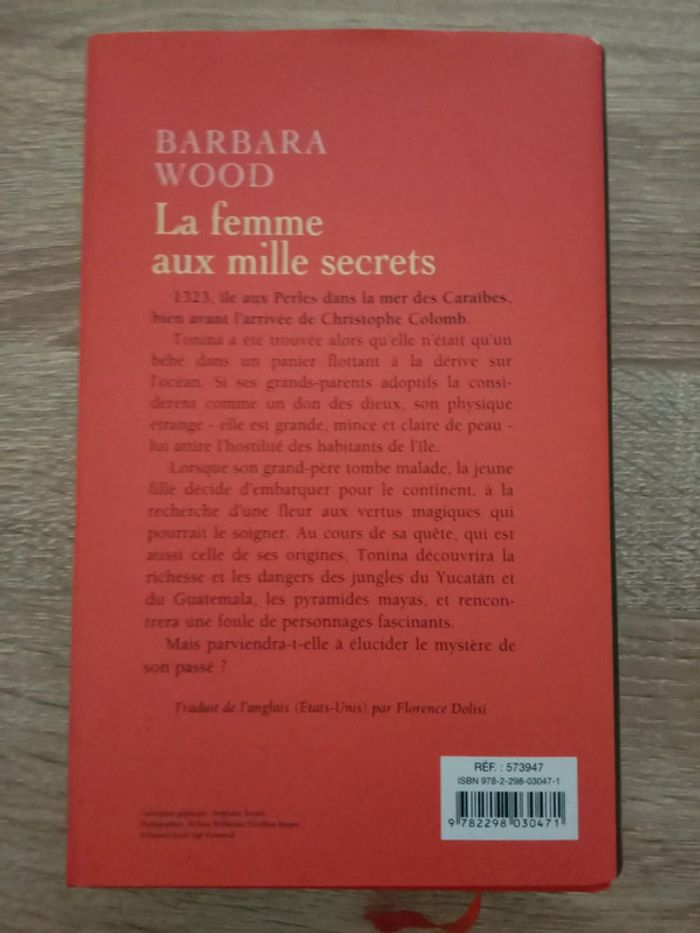 BARBARA
WOOD
La femme
aux mille secrets
1323, île aux Perles dans la mer des Caraïbes,
bien avant l'arrivée de Christophe Colomb.
Tonina a été trouvée alors qu'elle n'était qu'un
bébé dans un panier flottant à la dérive sur
l'océan. Si ses grands-parents adoptifs la consi-
dèrent comme un don des dieux, son physique
étrange - elle est grande, mince et claire de peau -
lui attire l'hostilité des habitants de l'île.
Lorsque son grand-père tombe malade, la jeune
fille décide d'embarquer pour le continent, à la
recherche d'une fleur aux vertus magiques qui
pourrait le soigner. Au cours de sa quête, qui est
aussi celle de ses origines, Tonina découvrira la
richesse et les dangers des jungles du Yucatán et
du Guatemala, les pyramides mayas, et rencon-
trera une foule de personnages fascinants.
Mais parviendra-t-elle à élucider le mystère de
son passé ?
Traduit de l'anglais (États-Unis) par Florence Dolisi
RÉF. : 573947
ISBN 978-2-298-03047-1
9 782298 030471